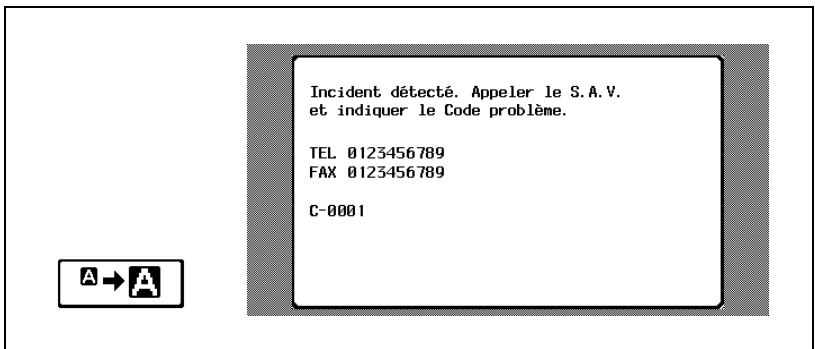 Incident détecté. Appeler le S.A.V.
et indiquer le Code problème.
TEL 0123456789
FAX 0123456789
C-0001
A→A